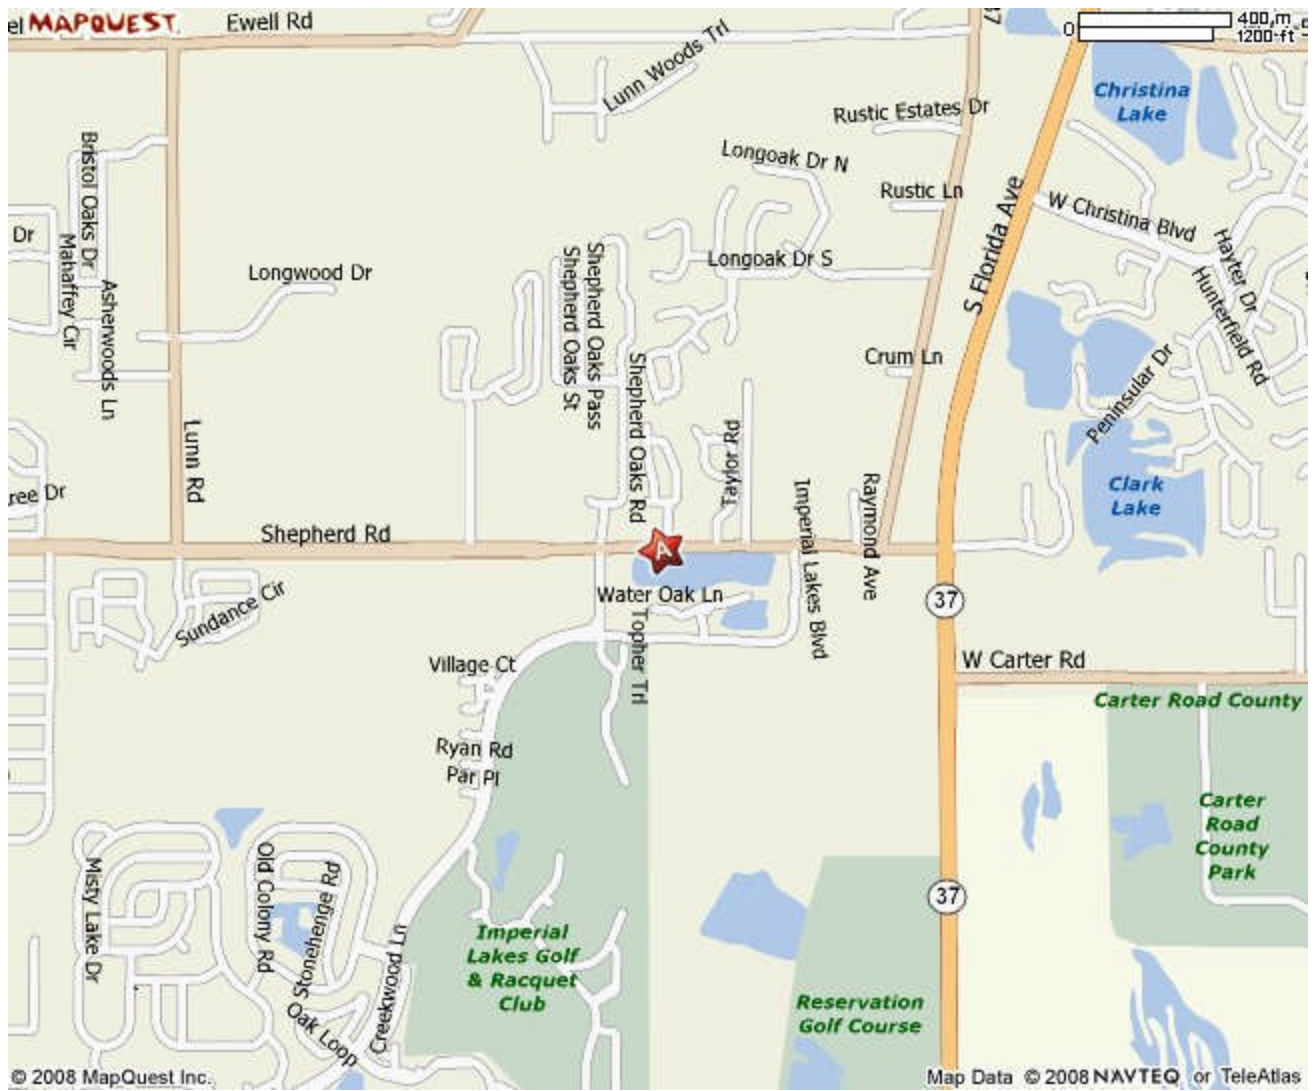 el MAPQUEST.
Ewell Rd
0
400 m
1200 ft
Lunn Woods Trl
Rustic Estates Dr
Christina
Lake
Bristol Oaks Dr
Longoak Dr N
Rustic Ln
S Florida Ave
W Christina Blvd
Dr
Mahaffey Cir
Longwood Dr
Shepherd Oaks Pass
Shepherd Oaks St
Longoak Dr S
Hayter Dr
Hunterfield Rd
Asherwoods Ln
Shepherd Oaks Rd
Crum Ln
Peninsular Dr
Lunn Rd
Taylor Rd
ree Dr
Imperial Lakes Blvd
Raymond Ave
Clark
Lake
Shepherd Rd
A
Sundance Cir
Water Oak Ln
37
Topher Trl
Village Ct
W Carter Rd
Carter Road County
Ryan Rd
Par Pl
Carter
Road
County
Park
Misty Lake Dr
Old Colony Rd
Stonehenge Rd
37
Imperial
Lakes Golf
& Racquet
Club
Creekwood Ln
Oak Loop
Reservation
Golf Course
© 2008 MapQuest Inc.
Map Data © 2008 NAVTEQ or TeleAtlas